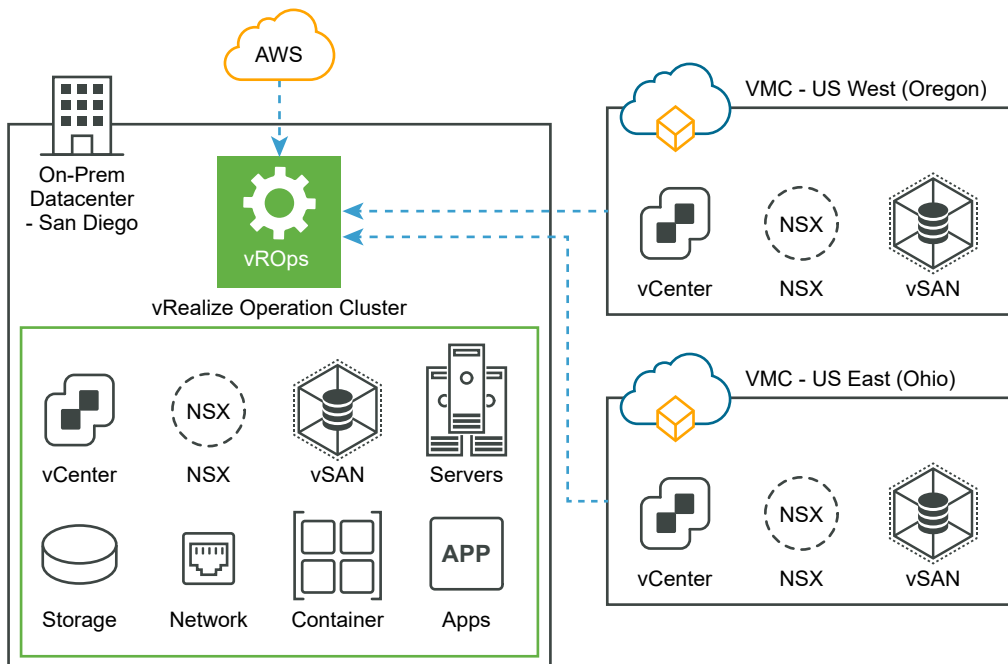 AWS
On-Prem
Datacenter
- San Diego
vROps
vRealize Operation Cluster
NSX
vCenter
NSX
vSAN
Servers
APP
Storage
Network
Container
Apps
VMC - US West (Oregon)
NSX
vCenter
NSX
vSAN
VMC - US East (Ohio)
NSX
vCenter
NSX
vSAN